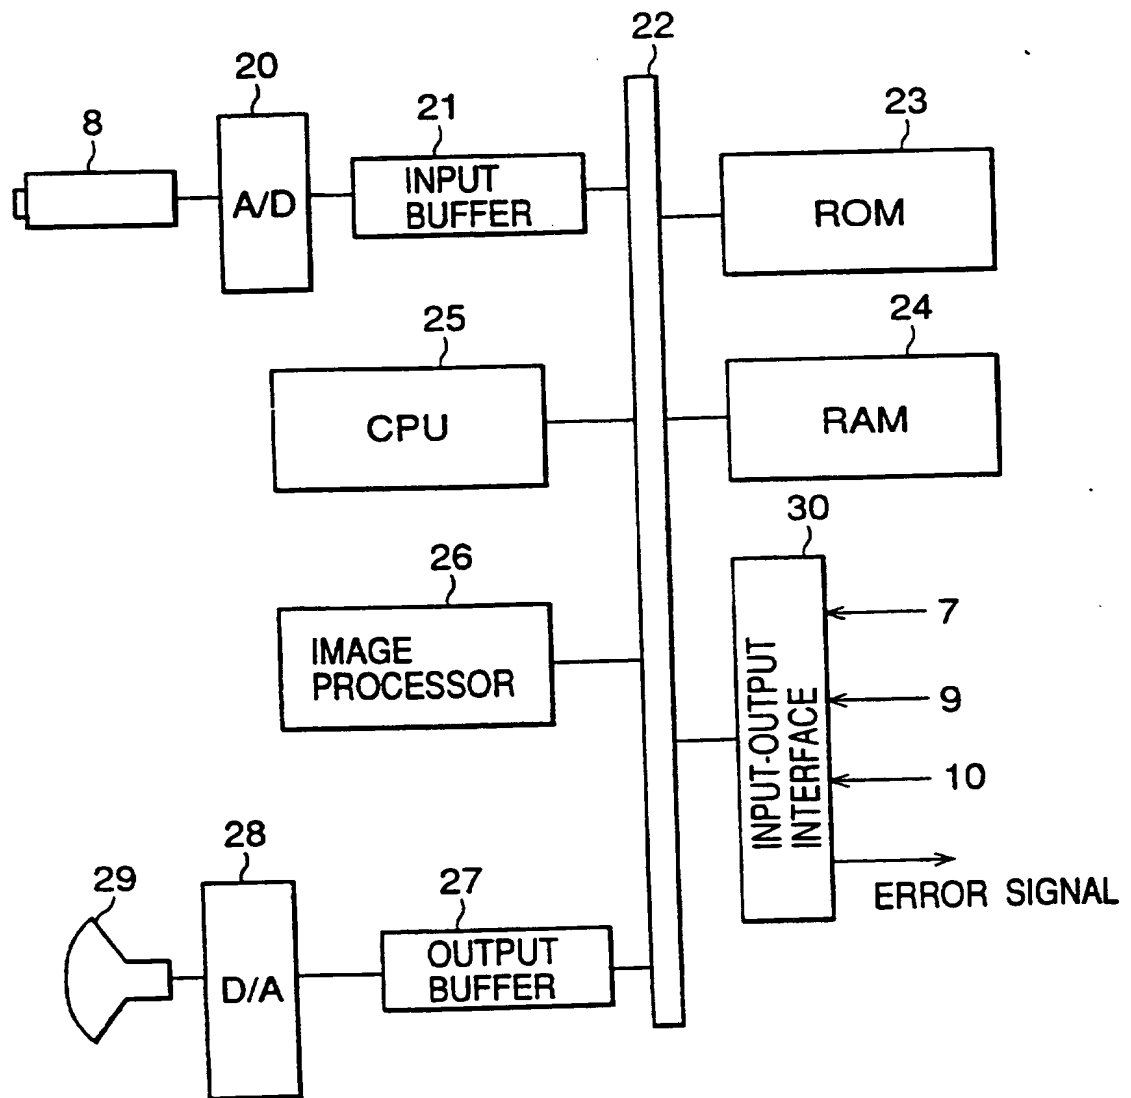 22
20
8
21
23
A/D
INPUT
BUFFER
ROM
25
24
CPU
RAM
30
26
7
IMAGE
PROCESSOR
9
INPUT-OUTPUT
INTERFACE
10
28
27
29
ERROR SIGNAL
OUTPUT
BUFFER
D/A